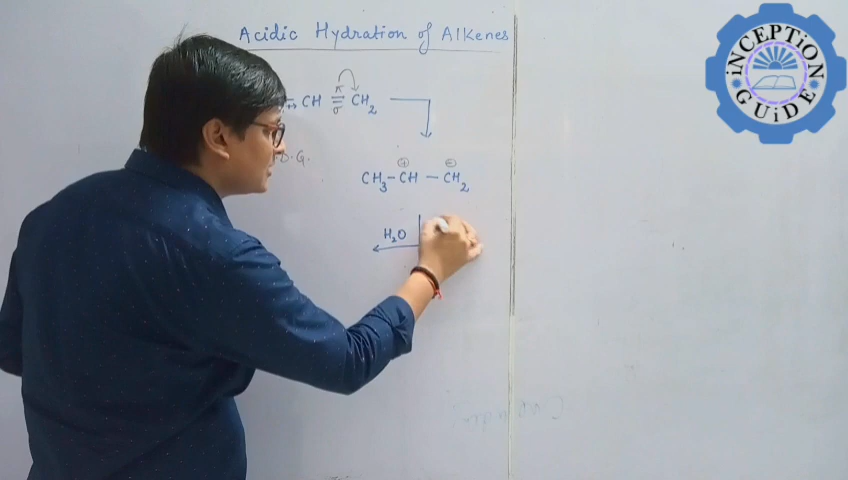 Acidic Hydration of Alkenes
CH = CH2
π
σ
D.G.
⊕ ⊖
CH3 – CH – CH2
H2O
INCEPTiON
GUiDE